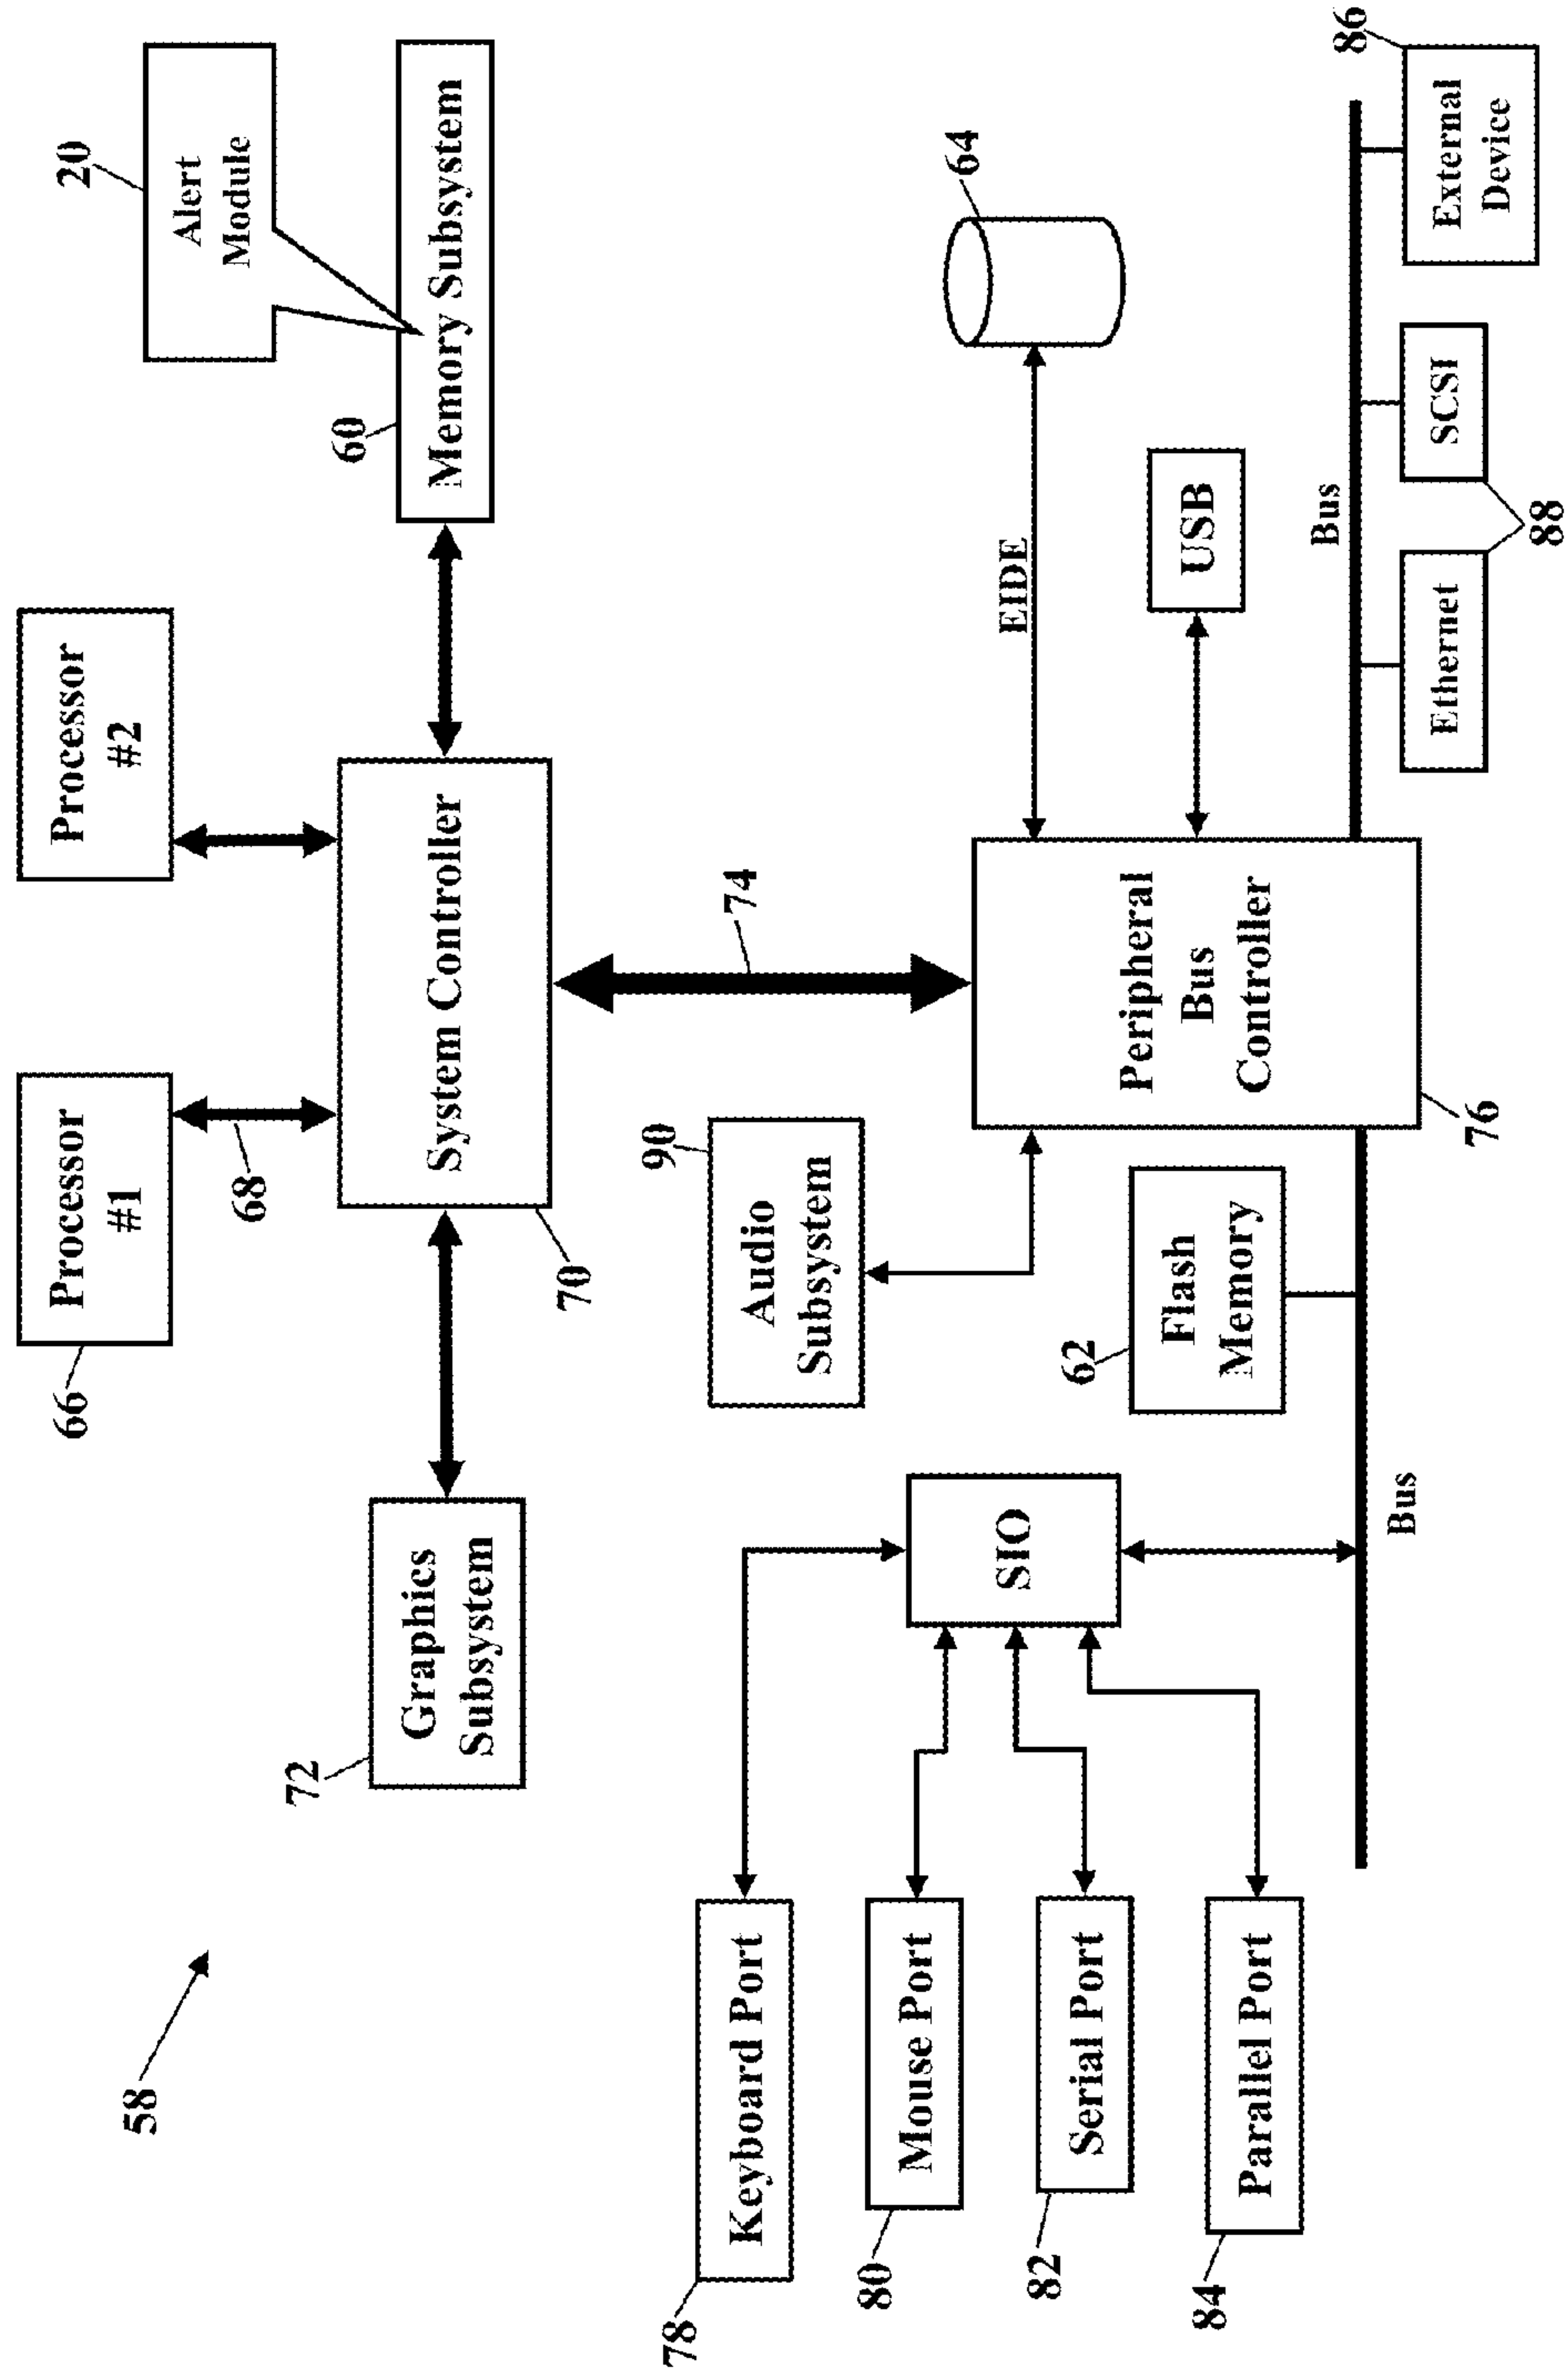 58
66
Processor
#1
68
Processor
#2
20
Alert
Module
72
Graphics
Subsystem
70
System Controller
60
Memory Subsystem
74
78
Keyboard Port
80
Mouse Port
82
Serial Port
84
Parallel Port
SIO
90
Audio
Subsystem
62
Flash
Memory
Bus
Peripheral
Bus
Controller
76
EIDE
64
USB
Bus
Ethernet
SCSI
88
86
External
Device